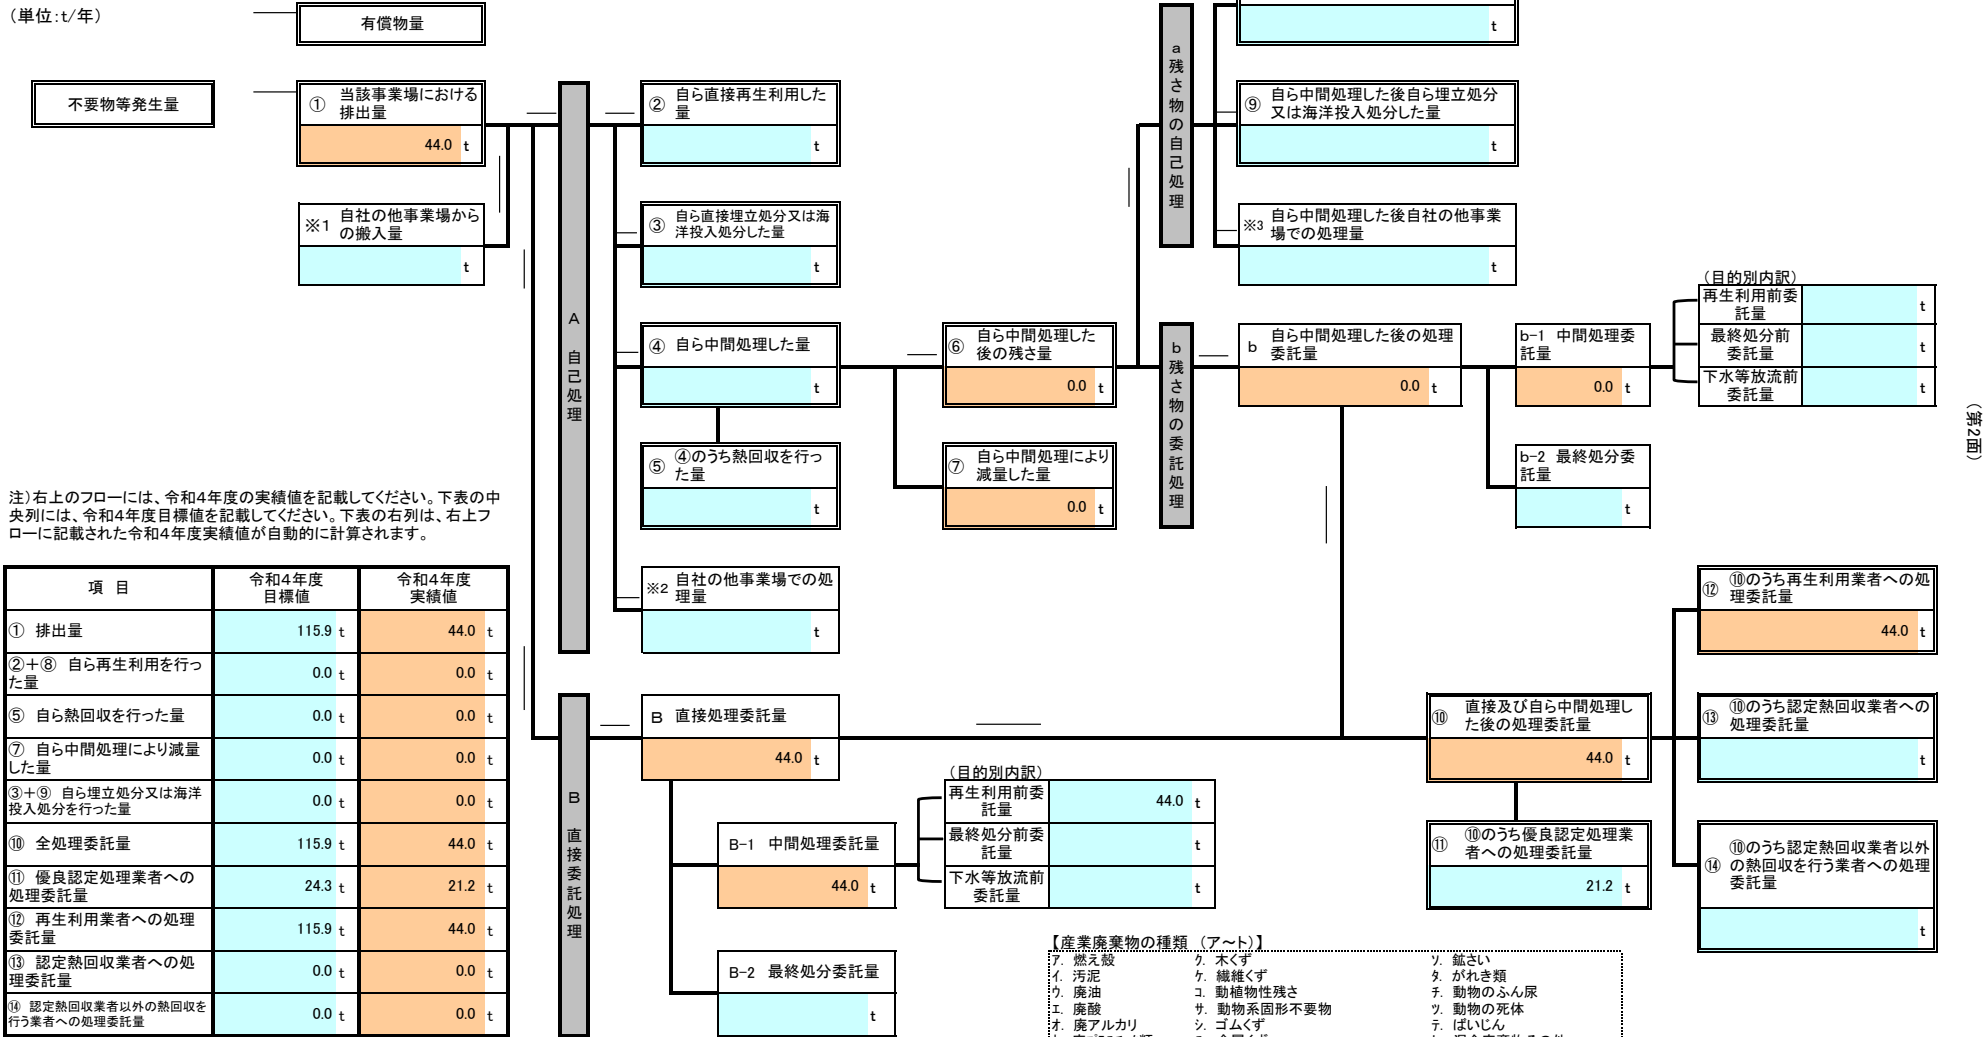 (単位:t/年)
有償物量
t
不要物等発生量
① 当該事業場における
排出量
44.0 t
※1 自社の他事業場から
の搬入量
t
A 自己処理
② 自ら直接再生利用した
量
t
③ 自ら直接埋立処分又は海
洋投入処分した量
t
④ 自ら中間処理した量
t
⑤ ④のうち熱回収を行っ
た量
t
※2 自社の他事業場での処
理量
t
⑥ 自ら中間処理した
後の残さ量
0.0 t
⑦ 自ら中間処理により
減量した量
0.0 t
a残さ物の自己処理
⑨ 自ら中間処理した後自ら埋立処分
又は海洋投入処分した量
t
※3 自ら中間処理した後自社の他事業
場での処理量
t
b残さ物の委託処理
b 自ら中間処理した後の処理
委託量
0.0 t
b-1 中間処理委
託量
0.0 t
b-2 最終処分委
託量
t
(目的別内訳)
再生利用前委
託量
t
最終処分前
委託量
t
下水等放流前
委託量
t
(第2面)
注)右上のフローには、令和4年度の実績値を記載してください。下表の中
央列には、令和4年度目標値を記載してください。下表の右列は、右上フ
ローに記載された令和4年度実績値が自動的に計算されます。
項 目 令和4年度
目標値 令和4年度
実績値
① 排出量 115.9 t 44.0 t
②+⑧ 自ら再生利用を行っ
た量 0.0 t 0.0 t
⑤ 自ら熱回収を行った量 0.0 t 0.0 t
⑦ 自ら中間処理により減量
した量 0.0 t 0.0 t
③+⑨ 自ら埋立処分又は海洋
投入処分を行った量 0.0 t 0.0 t
⑩ 全処理委託量 115.9 t 44.0 t
⑪ 優良認定処理業者への
処理委託量 24.3 t 21.2 t
⑫ 再生利用業者への処理
委託量 115.9 t 44.0 t
⑬ 認定熱回収業者への処
理委託量 0.0 t 0.0 t
⑭ 認定熱回収業者以外の熱回収を
行う業者への処理委託量 0.0 t 0.0 t
B 直接委託処理
B 直接処理委託量
44.0 t
B-1 中間処理委託量
44.0 t
B-2 最終処分委託量
t
(目的別内訳)
再生利用前委
託量
44.0 t
最終処分前委
託量
t
下水等放流前
委託量
t
⑩ 直接及び自ら中間処理し
た後の処理委託量
44.0 t
⑪ ⑩のうち優良認定処理業
者への処理委託量
21.2 t
⑫ ⑩のうち再生利用業者への処
理委託量
44.0 t
⑬ ⑩のうち認定熱回収業者への
処理委託量
t
⑭ ⑩のうち認定熱回収業者以外
の熱回収を行う業者への処理
委託量
t
【産業廃棄物の種類 (ア～ト)】
ア. 燃え殻 ク. 木くず ソ. 鉱さい
イ. 汚泥 ケ. 繊維くず タ. がれき類
ウ. 廃油 コ. 動植物性残さ チ. 動物のふん尿
エ. 廃酸 サ. 動物系固形不要物 ツ. 動物の死体
オ. 廃アルカリ シ. ゴムくず テ. ばいじん